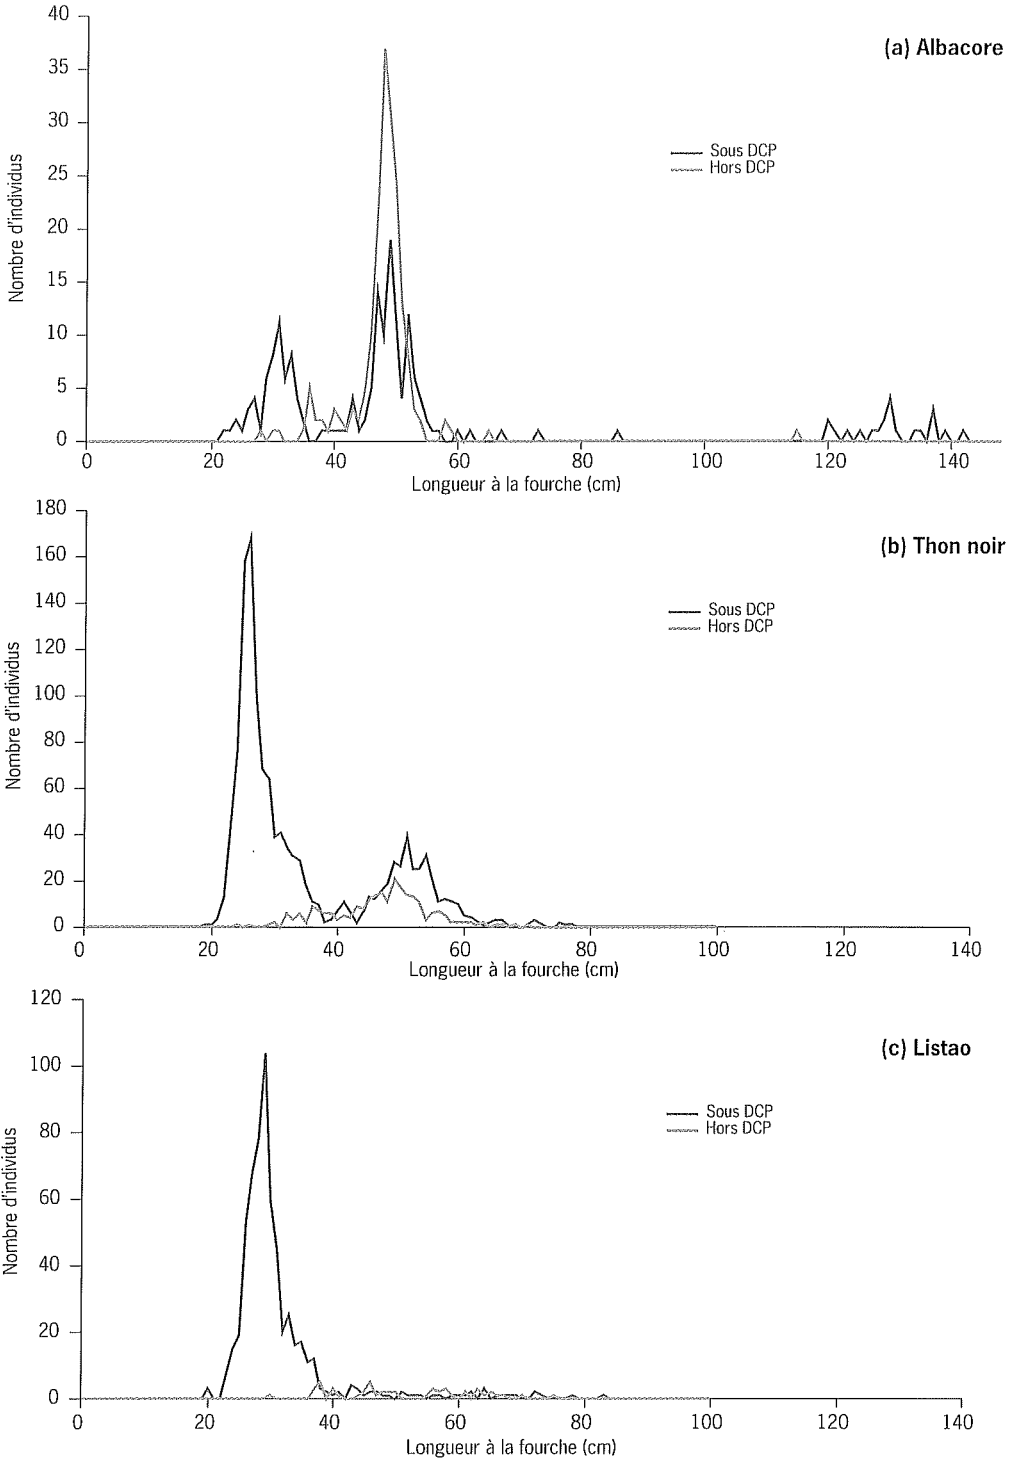 (a) Albacore
Nombre d'individus
40
35
30
25
20
15
10
5
0
Sous DCP
Hors DCP
0 20 40 60 80 100 120 140
Longueur à la fourche (cm)
(b) Thon noir
Nombre d'individus
180
160
140
120
100
80
60
40
20
0
Sous DCP
Hors DCP
0 20 40 60 80 100 120 140
Longueur à la fourche (cm)
(c) Listao
Nombre d'individus
120
100
80
60
40
20
0
Sous DCP
Hors DCP
0 20 40 60 80 100 120 140
Longueur à la fourche (cm)